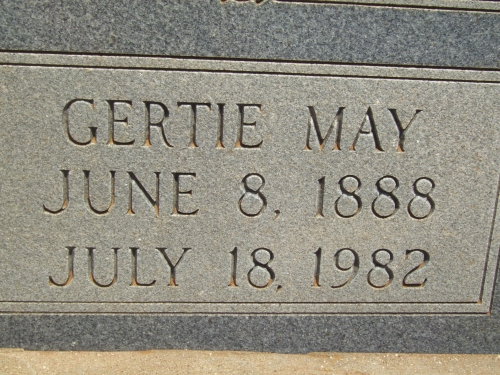 GERTIE MAY
JUNE 8, 1888
JULY 18, 1982